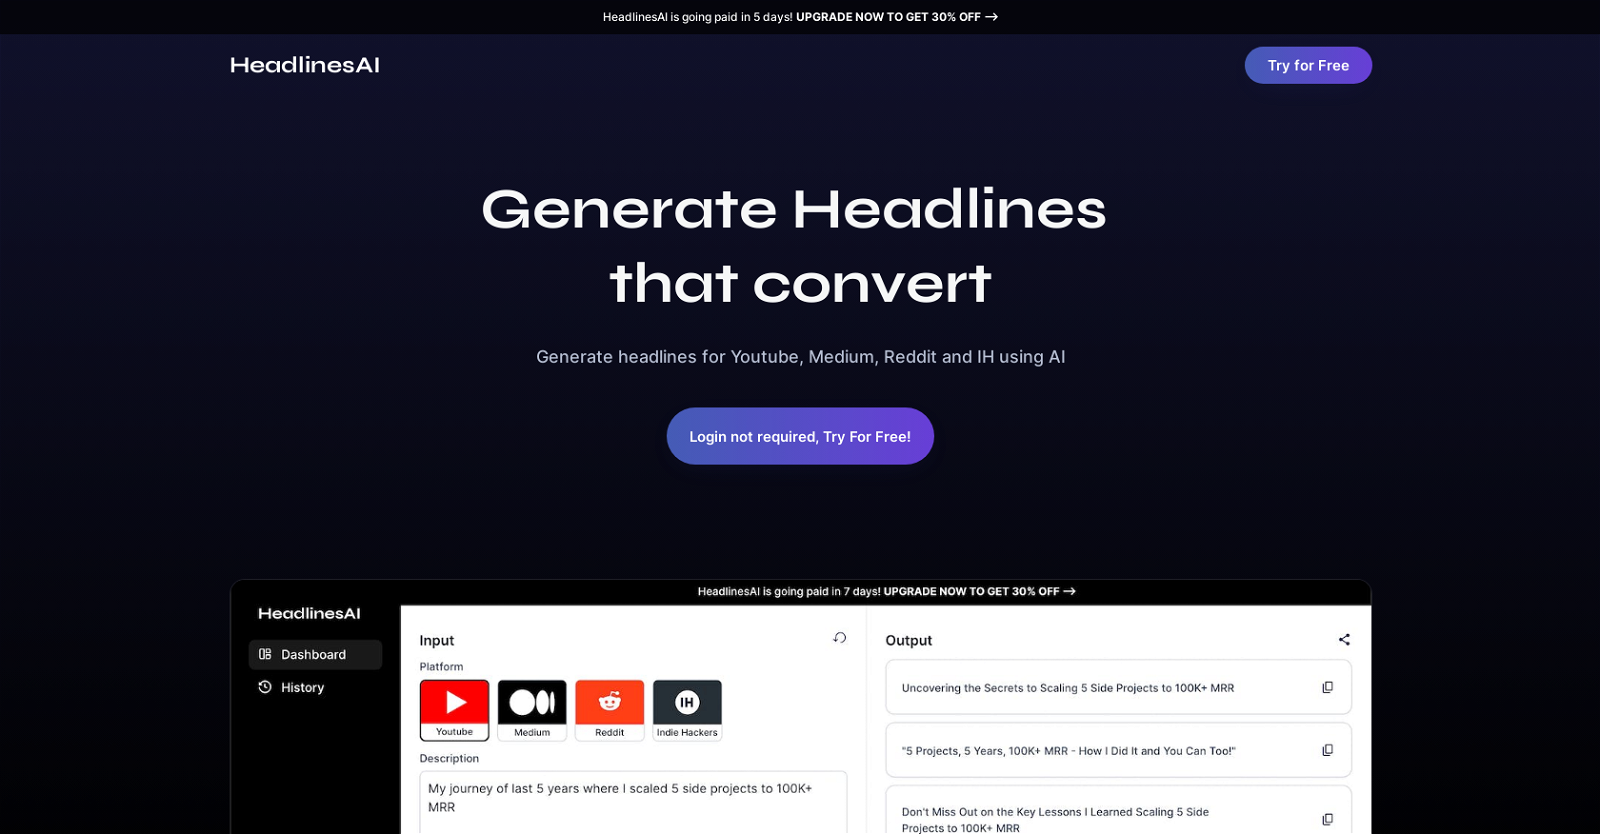 HeadlinesAI is going paid in 5 days! UPGRADE NOW TO GET 30% OFF -->
HeadlinesAI
Try for Free
Generate Headlines
that convert
Generate headlines for Youtube, Medium, Reddit and IH using AI
Login not required, Try For Free!
HeadlinesAI is going paid in 7 days! UPGRADE NOW TO GET 30% OFF -->
HeadlinesAI
Dashboard
History
Input
Platform
IH
Youtube
Medium
Reddit
Indie Hackers
Description
My journey of last 5 years where I scaled 5 side projects to 100K+
MRR
Output
Uncovering the Secrets to Scaling 5 Side Projects to 100K+ MRR
"5 Projects, 5 Years, 100K+ MRR - How I Did It and You Can Too!"
Don't Miss Out on the Key Lessons I Learned Scaling 5 Side
Projects to 100K+ MRR